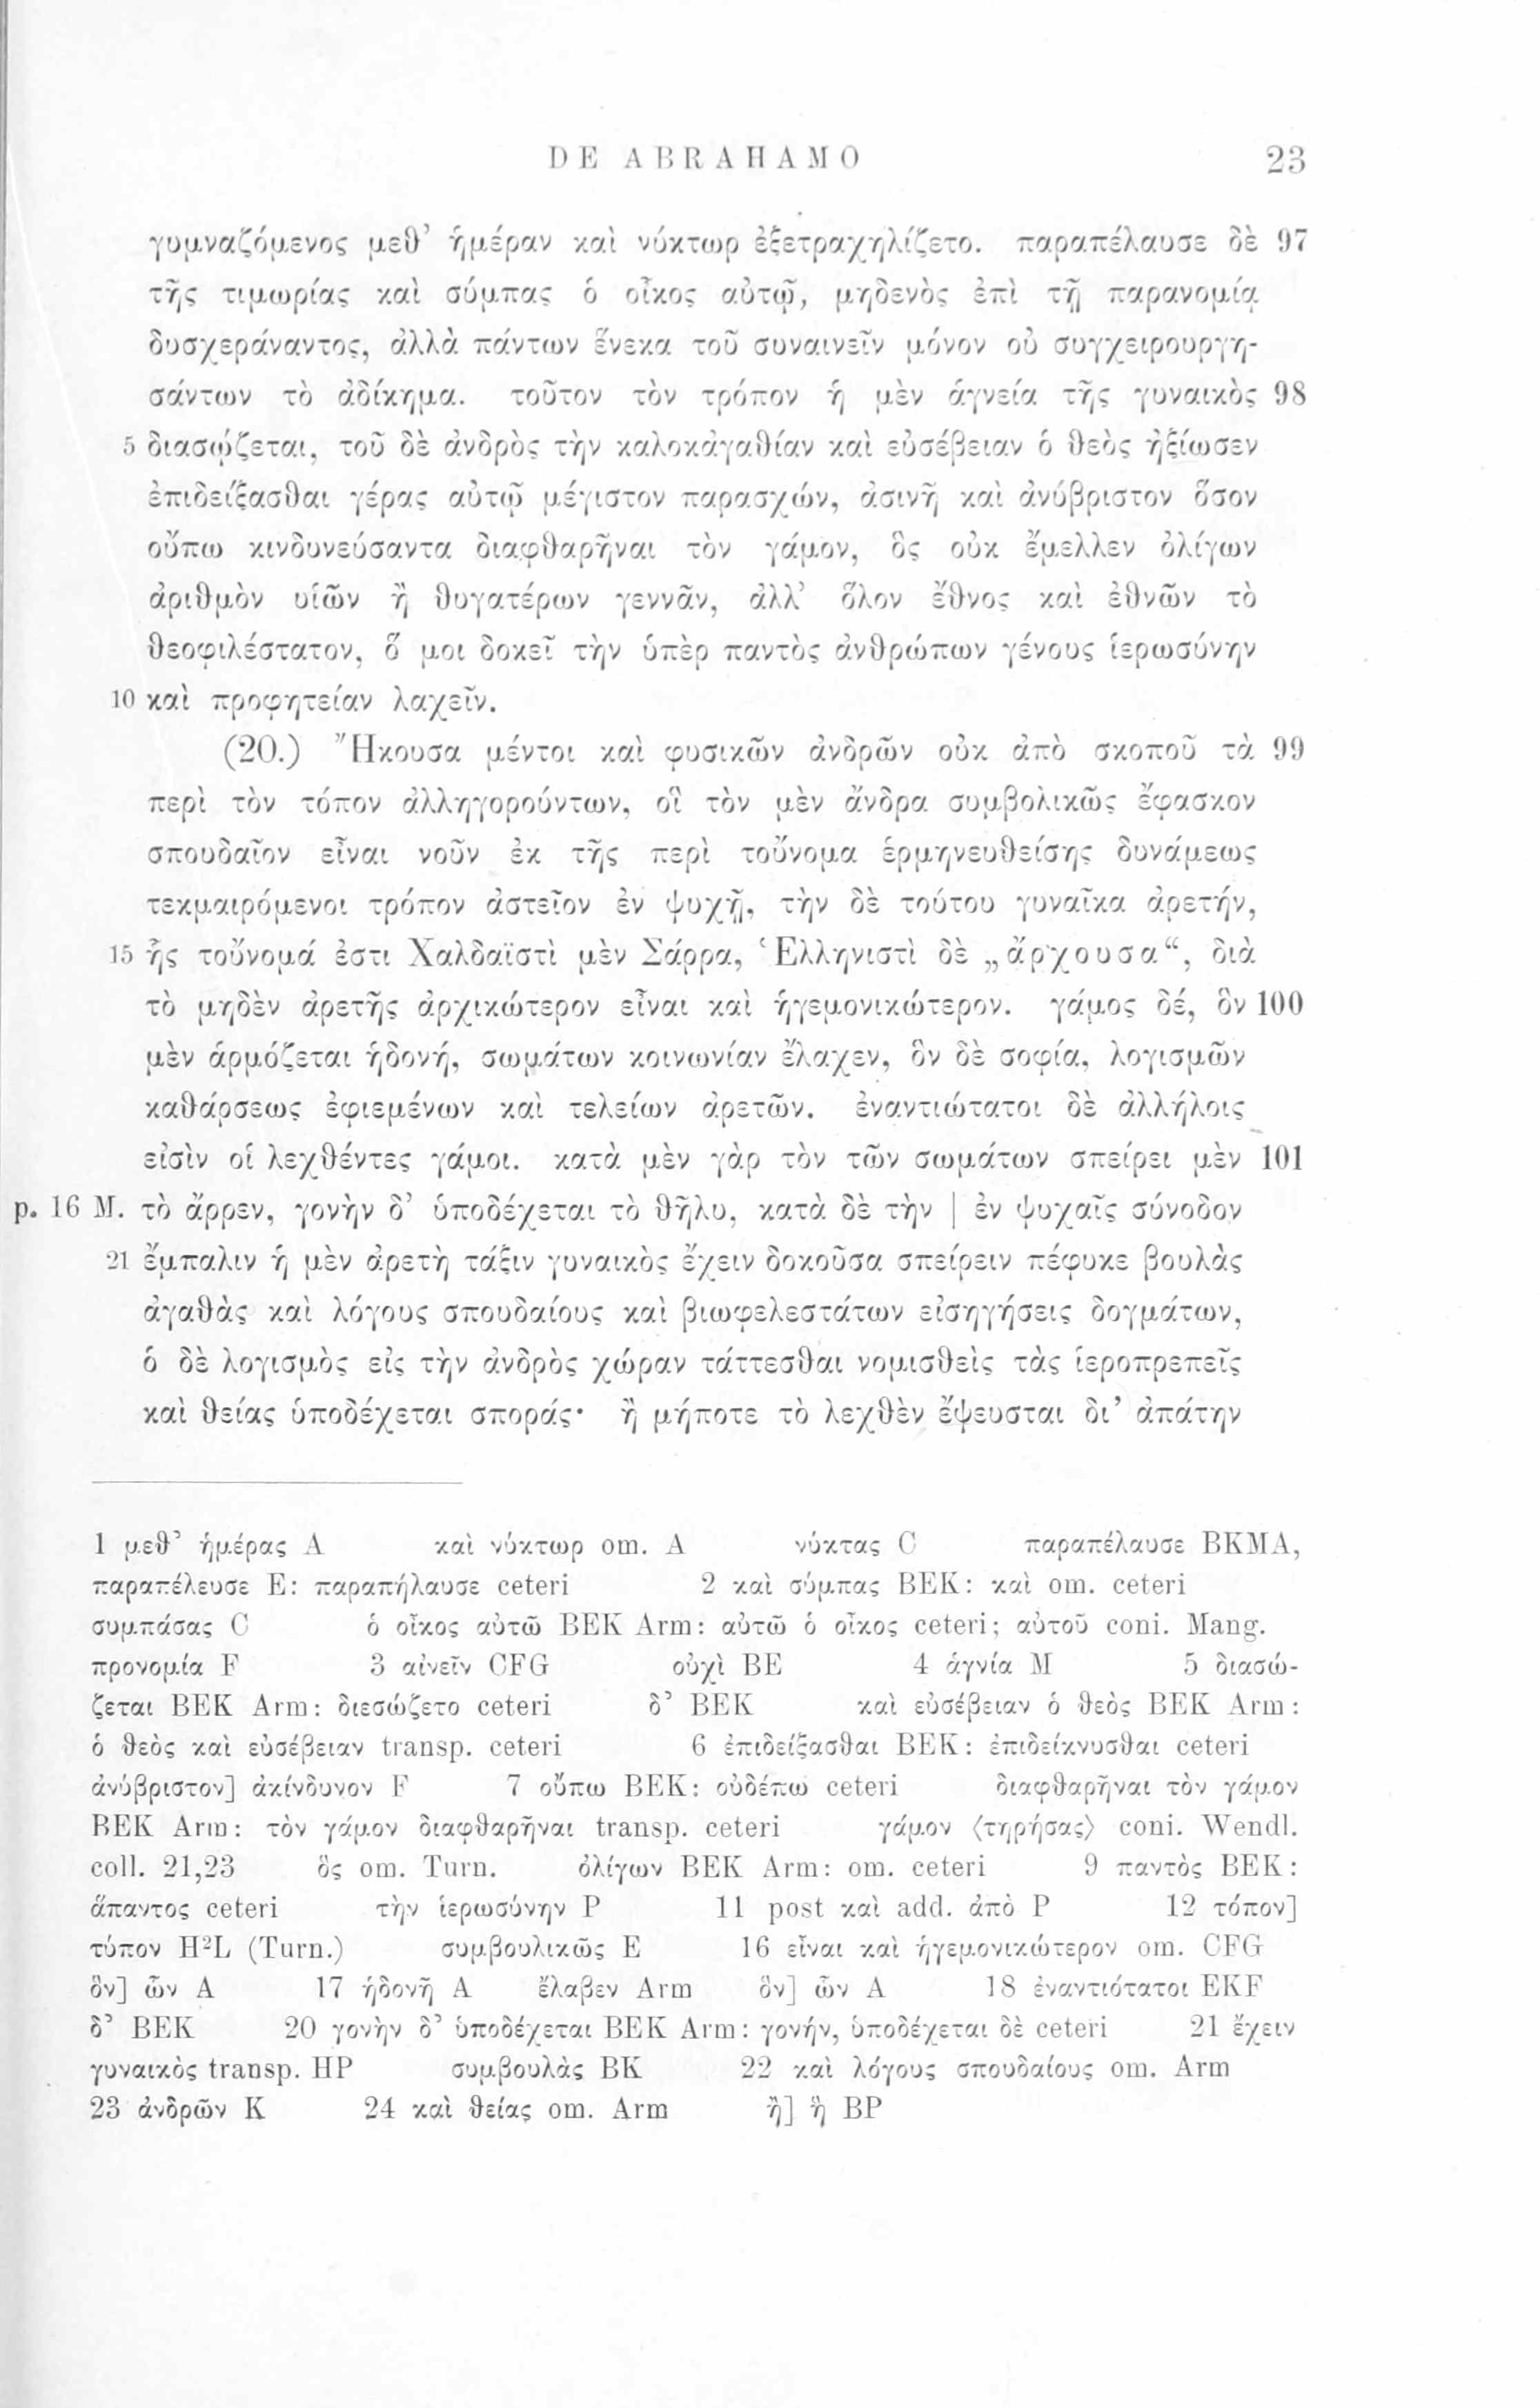 DE ABRAHAMO 23
γυμναζόμενος μεθ’ ἡμέραν καὶ νύκτωρ ἐξετραχηλίζετο. παραπέλαυσε δὲ 97
τῆς τιμωρίας καὶ σύμπας ὁ οἶκος αὐτῷ, μηδενὸς ἐπὶ τῇ παρανομίᾳ
δυσχεράναντος, ἀλλὰ πάντων ἕνεκα τοῦ συναινεῖν μόνον οὐ συγχειρουργη-
σάντων τὸ ἀδίκημα. τοῦτον τὸν τρόπον ἡ μὲν ἁγνεία τῆς γυναικὸς 98
5 διασῴζεται, τοῦ δὲ ἀνδρὸς τὴν καλοκἀγαθίαν καὶ εὐσέβειαν ὁ θεὸς ἠξίωσεν
ἐπιδείξασθαι γέρας αὐτῷ μέγιστον παρασχών, ἀσινῆ καὶ ἀνύβριστον ὅσον
οὔπω κινδυνεύσαντα διαφθαρῆναι τὸν γάμον, ὃς οὐκ ἔμελλεν ὀλίγων
ἀριθμὸν υἱῶν ἢ θυγατέρων γεννᾶν, ἀλλ’ ὅλον ἔθνος καὶ ἐθνῶν τὸ
θεοφιλέστατον, ὅ μοι δοκεῖ τὴν ὑπὲρ παντὸς ἀνθρώπων γένους ἱερωσύνην
10 καὶ προφητείαν λαχεῖν.
(20.) Ἤκουσα μέντοι καὶ φυσικῶν ἀνδρῶν οὐκ ἀπὸ σκοποῦ τὰ 99
περὶ τὸν τόπον ἀλληγορούντων, οἳ τὸν μὲν ἄνδρα συμβολικῶς ἔφασκον
σπουδαῖον εἶναι νοῦν ἐκ τῆς περὶ τοὔνομα ἑρμηνευθείσης δυνάμεως
τεκμαιρόμενοι τρόπον ἀστεῖον ἐν ψυχῇ, τὴν δὲ τούτου γυναῖκα ἀρετήν,
15 ἧς τοὔνομά ἐστι Χαλδαϊστὶ μὲν Σάρρα, Ἑλληνιστὶ δὲ „ἄρχουσα“, διὰ
τὸ μηδὲν ἀρετῆς ἀρχικώτερον εἶναι καὶ ἡγεμονικώτερον. γάμος δέ, ὃν 100
μὲν ἁρμόζεται ἡδονή, σωμάτων κοινωνίαν ἔλαχεν, ὃν δὲ σοφία, λογισμῶν
καθάρσεως ἐφιεμένων καὶ τελείων ἀρετῶν. ἐναντιώτατοι δὲ ἀλλήλοις
εἰσὶν οἱ λεχθέντες γάμοι. κατὰ μὲν γὰρ τὸν τῶν σωμάτων σπείρει μὲν 101
p. 16 M. τὸ ἄρρεν, γονὴν δ’ ὑποδέχεται τὸ θῆλυ, κατὰ δὲ τὴν | ἐν ψυχαῖς σύνοδον
21 ἔμπαλιν ἡ μὲν ἀρετὴ τάξιν γυναικὸς ἔχειν δοκοῦσα σπείρειν πέφυκε βουλὰς
ἀγαθὰς καὶ λόγους σπουδαίους καὶ βιωφελεστάτων εἰσηγήσεις δογμάτων,
ὁ δὲ λογισμὸς εἰς τὴν ἀνδρὸς χώραν τάττεσθαι νομισθεὶς τὰς ἱεροπρεπεῖς
καὶ θείας ὑποδέχεται σποράς· ἢ μήποτε τὸ λεχθὲν ἔψευσται δι’ ἀπάτην
1 μεθ’ ἡμέρας A καὶ νύκτωρ om. A νύκτας C παραπέλαυσε BKMA,
παραπέλευσε E: παραπήλαυσε ceteri 2 καὶ σύμπας BEK: καὶ om. ceteri
συμπάσας C ὁ οἶκος αὐτῶ BEK Arm: αὐτῶ ὁ οἶκος ceteri; αὐτοῦ coni. Mang.
προνομία F 3 αἰνεῖν CFG οὐχὶ BE 4 ἁγνία M 5 διασώ-
ζεται BEK Arm: διεσώζετο ceteri δ’ BEK καὶ εὐσέβειαν ὁ θεὸς BEK Arm:
ὁ θεὸς καὶ εὐσέβειαν transp. ceteri 6 ἐπιδείξασθαι BEK: ἐπιδείκνυσθαι ceteri
ἀνύβριστον] ἀκίνδυνον F 7 οὔπω BEK: οὐδέπω ceteri διαφθαρῆναι τὸν γάμον
BEK Arm: τὸν γάμον διαφθαρῆναι transp. ceteri γάμον ⟨τηρήσας⟩ coni. Wendl.
coll. 21,23 ὃς om. Turn. ὀλίγων BEK Arm: om. ceteri 9 παντὸς BEK:
ἅπαντος ceteri τὴν ἱερωσύνην P 11 post καὶ add. ἀπὸ P 12 τόπον]
τύπον H²L (Turn.) συμβουλικῶς E 16 εἶναι καὶ ἡγεμονικώτερον om. CFG
ὃν] ὧν A 17 ἡδονῆ A ἔλαβεν Arm ὃν] ὧν A 18 ἐναντιότατοι EKF
δ’ BEK 20 γονὴν δ’ ὑποδέχεται BEK Arm: γονήν, ὑποδέχεται δὲ ceteri 21 ἔχειν
γυναικὸς transp. HP συμβουλὰς BK 22 καὶ λόγους σπουδαίους om. Arm
23 ἀνδρῶν K 24 καὶ θείας om. Arm ἢ] ἣ BP